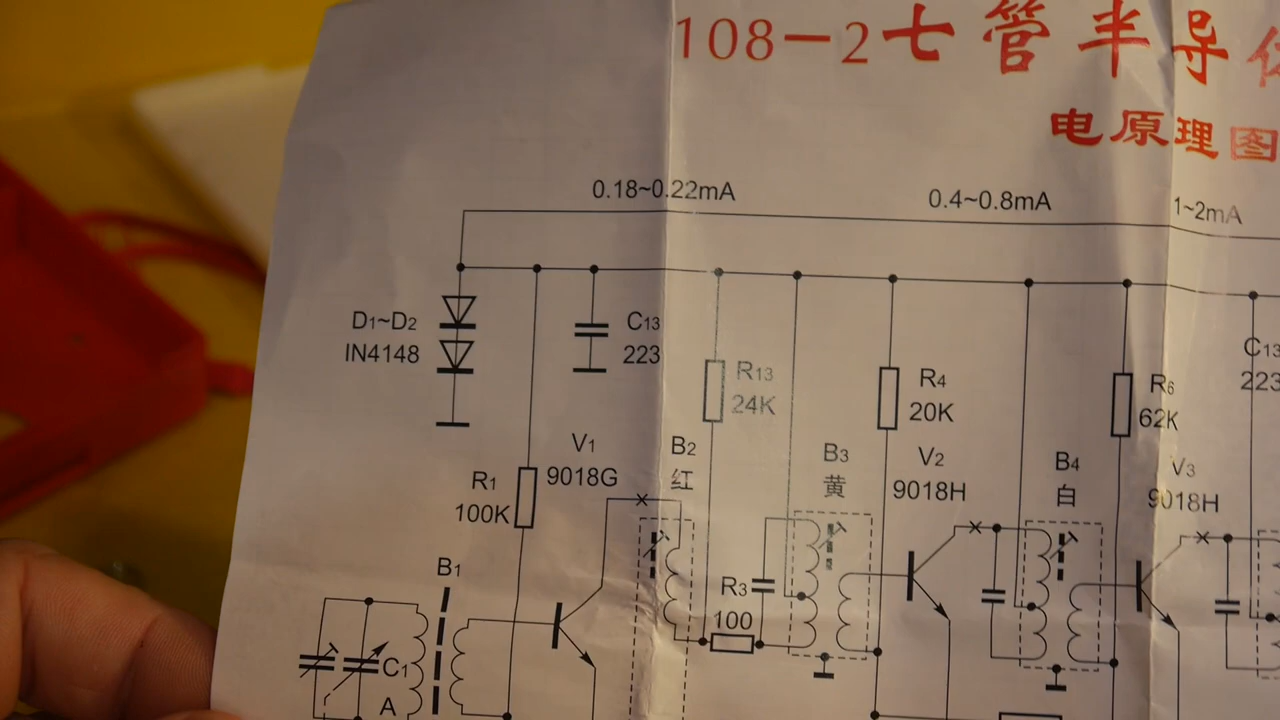 108-2七管半导体
电原理图
0.18~0.22mA
0.4~0.8mA
1~2mA
D1~D2
IN4148
C13
223
R13
24K
R4
20K
R6
62K
C13
223
V1
9018G
R1
100K
B2
红
B3
黄
V2
9018H
B4
白
V3
9018H
B1
R3
100
C1
A